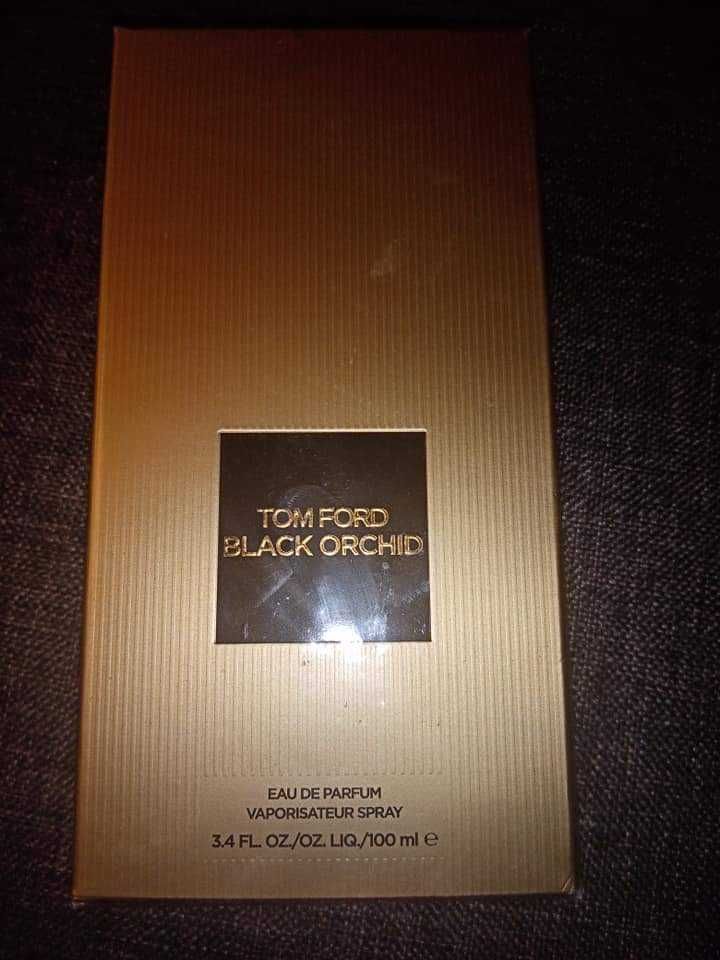 TOM FORD
BLACK ORCHID
EAU DE PARFUM
VAPORISATEUR SPRAY
3.4 FL. OZ./OZ. LIQ./100 ml ℮